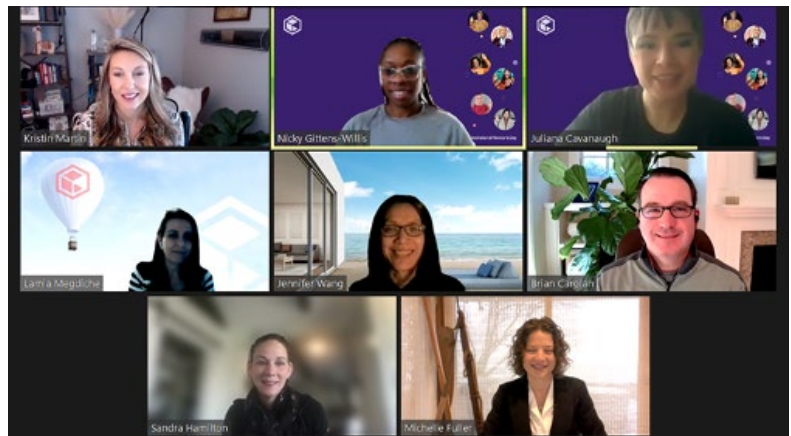 Kristin Martin
Nicky Gittens-Willis
Juliana Cavanaugh
Lamia Megdiche
Jennifer Wang
Brian Carolan
Sandra Hamilton
Michelle Fuller